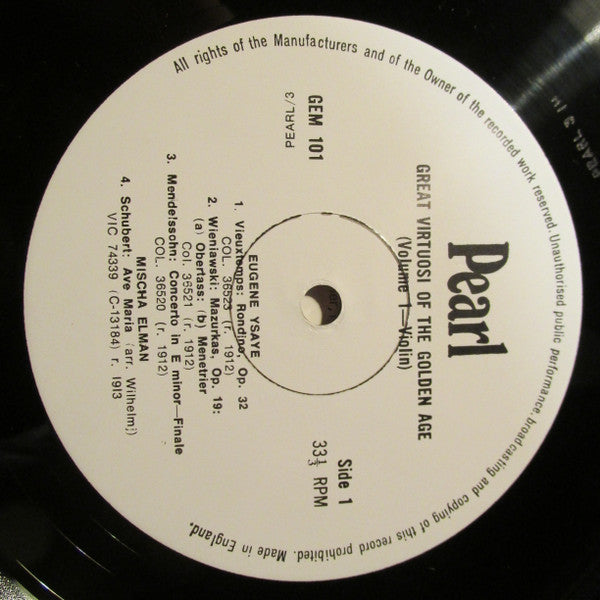 All rights of the Manufacturers and of the Owner of the recorded work reserved. Unauthorised public performance, broadcasting and copying of this record prohibited. Made in England.
Pearl
GREAT VIRTUOSI OF THE GOLDEN AGE
(Volume 1—Violin)
GEM 101
PEARL/3
Side 1
33⅓ RPM
EUGENE YSAYE
1. Vieuxtemps: Rondino, Op. 32
COL. 36523 (r. 1912)
2. Wieniawski: Mazurkas, Op. 19:
(a) Obertass: (b) Menetrier
Col. 36521 (r. 1912)
3. Mendelssohn: Concerto in E minor—Finale
COL. 36520 (r. 1912)
MISCHA ELMAN
4. Schubert: Ave Maria (arr. Wilhelmj)
VIC 74339 (C-13184) r. 1913
PEARL 3